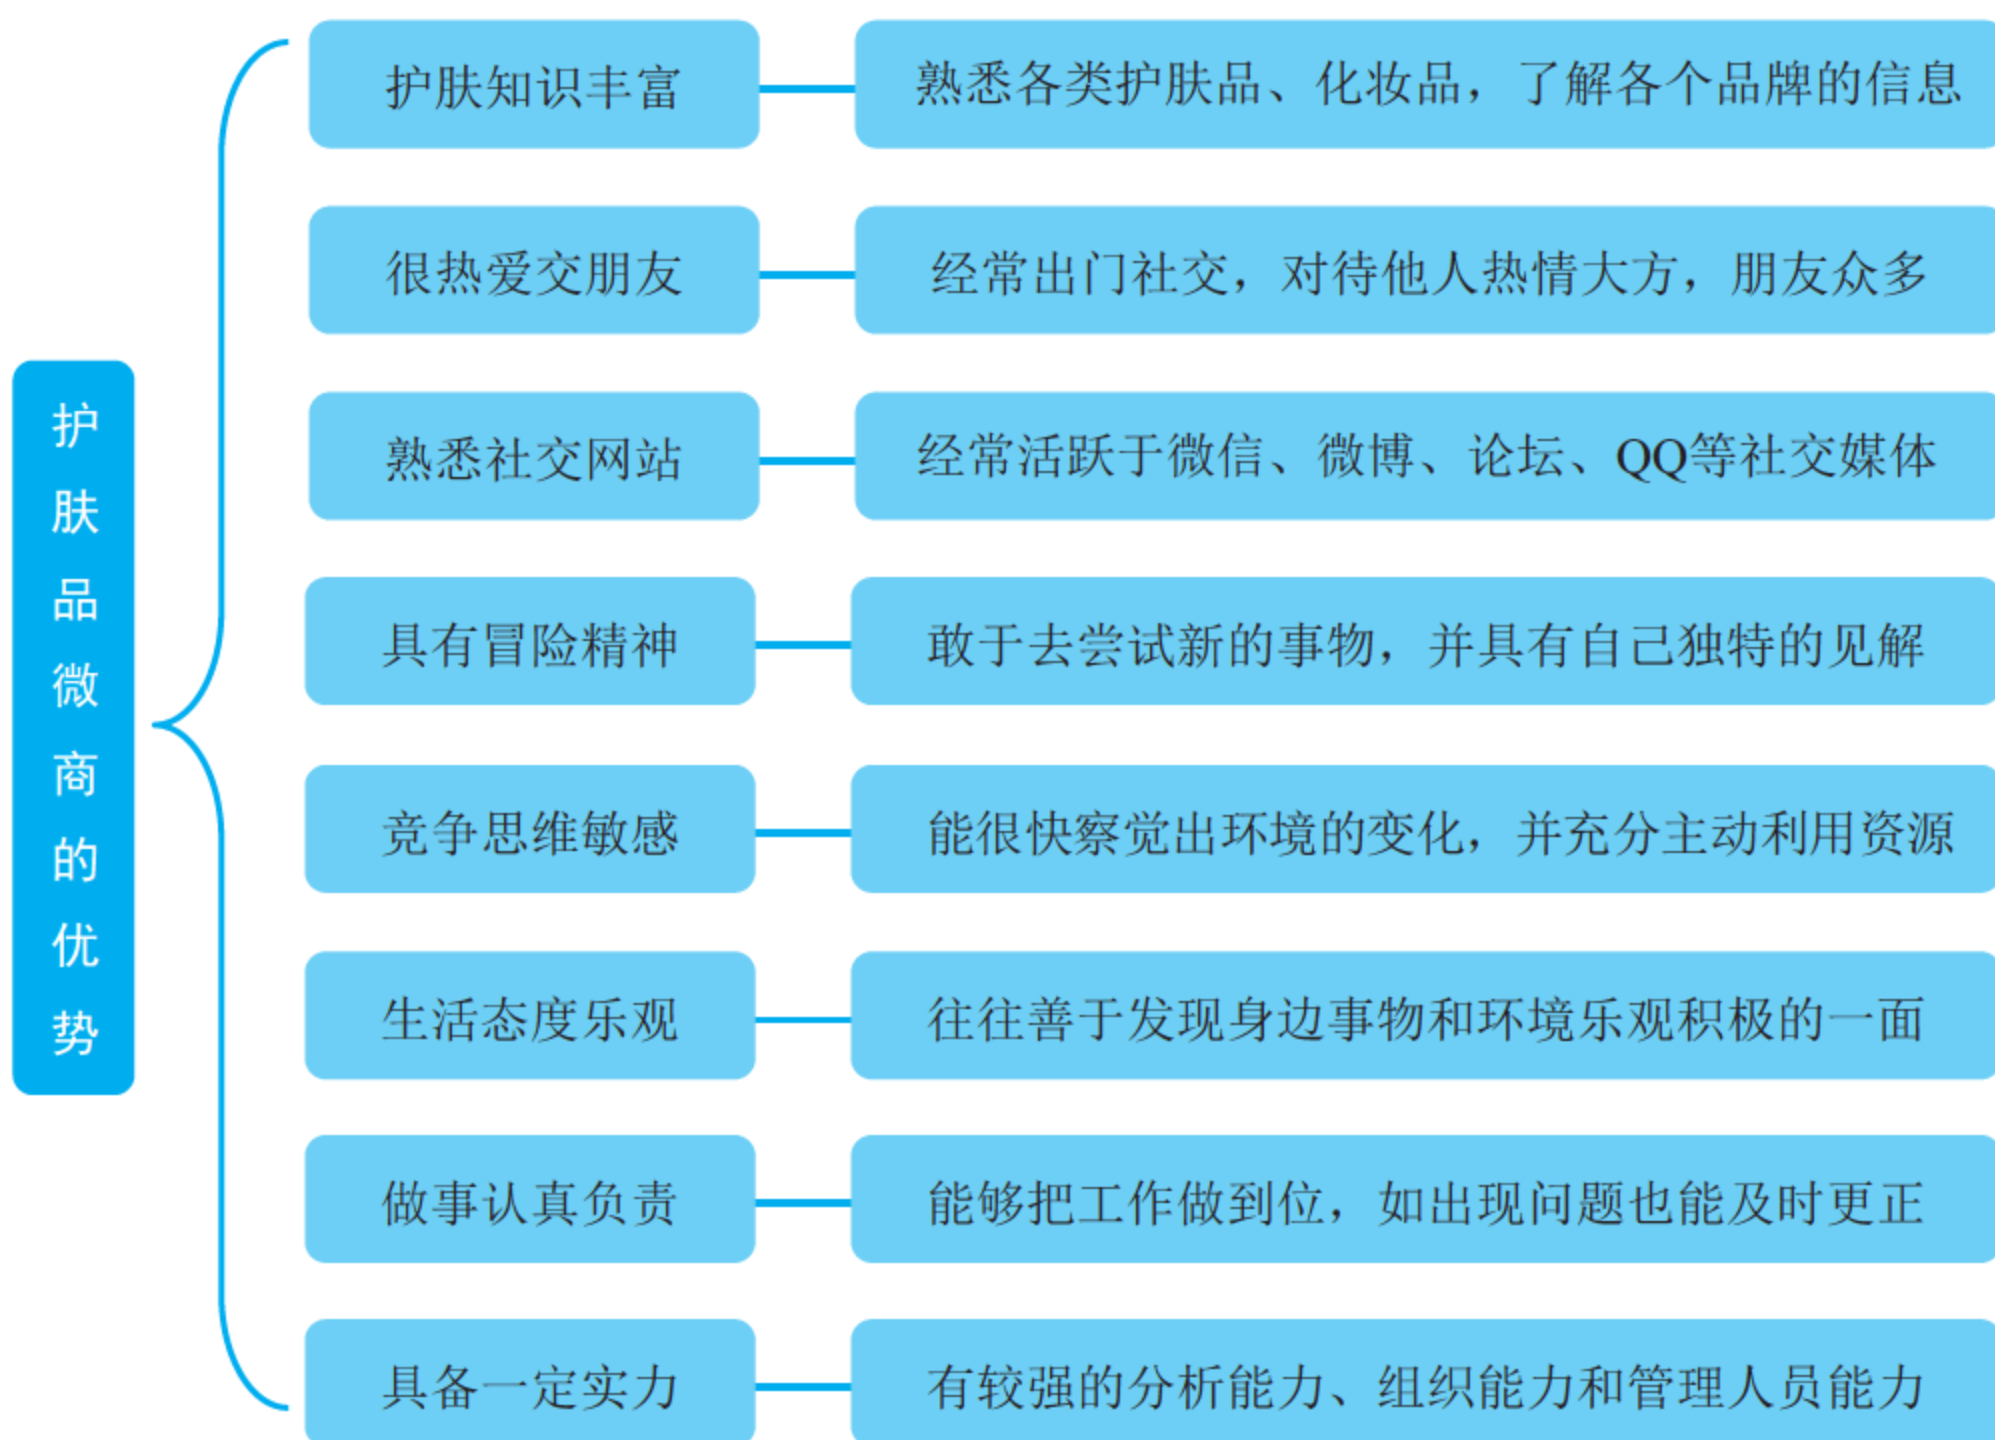 护肤品微商的优势
护肤知识丰富
熟悉各类护肤品、化妆品，了解各个品牌的信息
很热爱交朋友
经常出门社交，对待他人热情大方，朋友众多
熟悉社交网站
经常活跃于微信、微博、论坛、QQ等社交媒体
具有冒险精神
敢于去尝试新的事物，并具有自己独特的见解
竞争思维敏感
能很快察觉出环境的变化，并充分主动利用资源
生活态度乐观
往往善于发现身边事物和环境乐观积极的一面
做事认真负责
能够把工作做到位，如出现问题也能及时更正
具备一定实力
有较强的分析能力、组织能力和管理人员能力